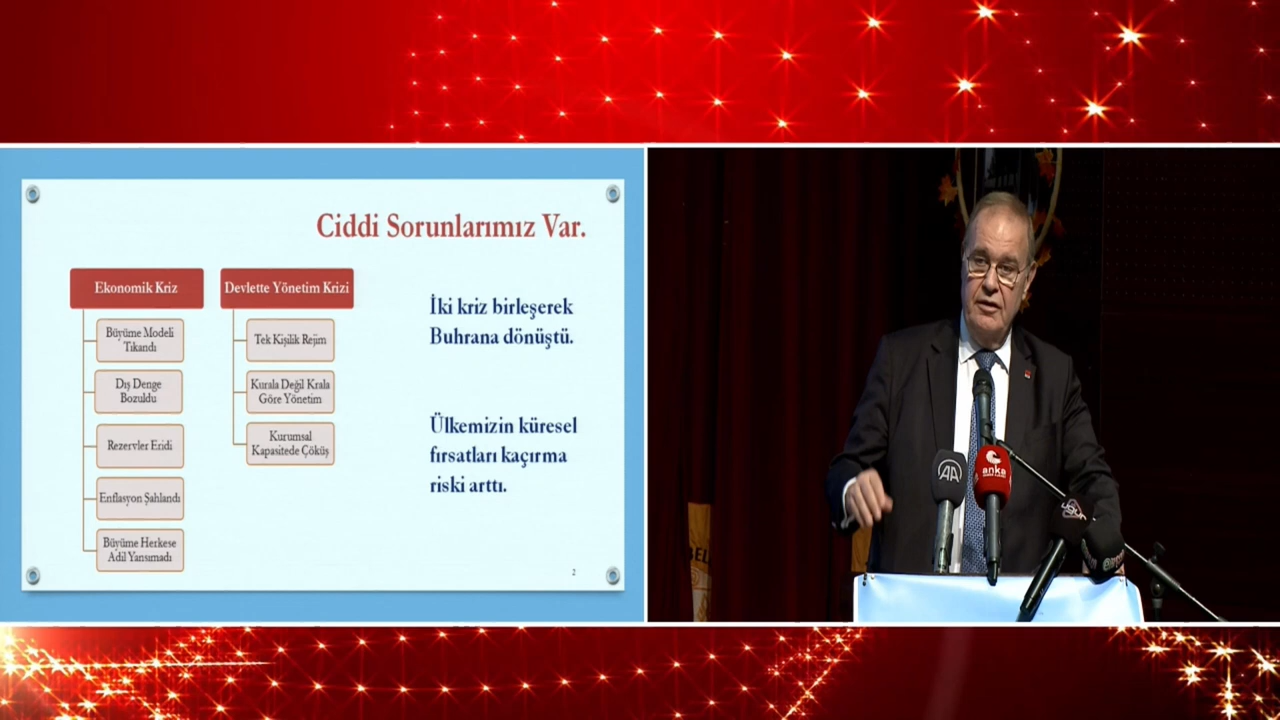 Ciddi Sorunlarımız Var.
Ekonomik Kriz
Büyüme Modeli
Tıkandı
Dış Denge
Bozuldu
Rezervler Eridi
Enflasyon Şahlandı
Büyüme Herkese
Adil Yansımadı
Devlette Yönetim Krizi
Tek Kişilik Rejim
Kurala Değil Krala
Göre Yönetim
Kurumsal
Kapasitede Çöküş
İki kriz birleşerek
Buhrana dönüştü.
Ülkemizin küresel
fırsatları kaçırma
riski arttı.
2
AA
anka